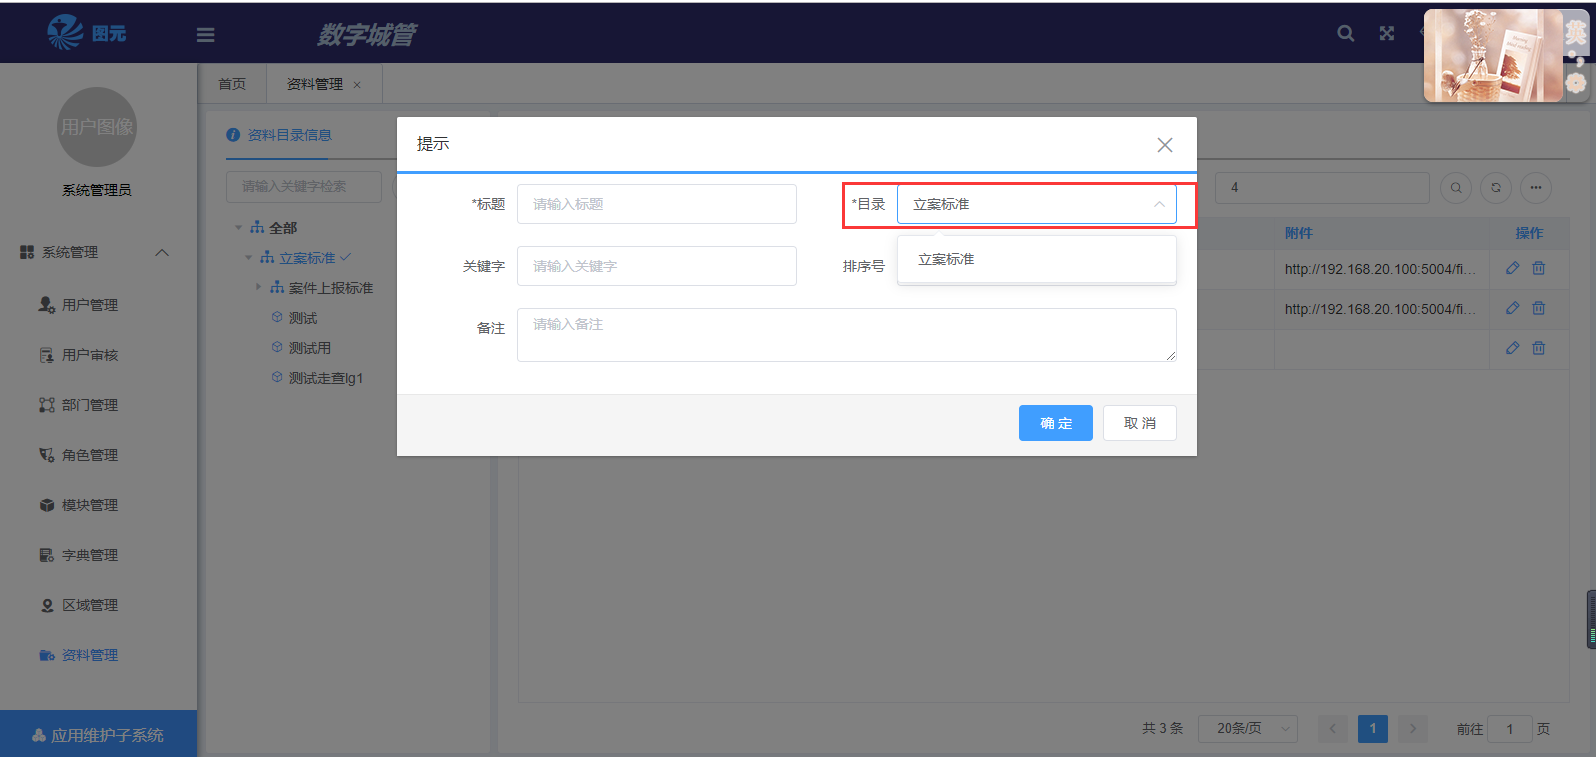 图元
数字城管
英
首页
资料管理
用户图像
系统管理员
系统管理
用户管理
用户审核
部门管理
角色管理
模块管理
字典管理
区域管理
资料管理
应用维护子系统
资料目录信息
请输入关键字检索
全部
立案标准
案件上报标准
测试
测试用
测试走查lg1
提示
*标题
请输入标题
*目录
立案标准
立案标准
关键字
请输入关键字
排序号
备注
请输入备注
确 定
取 消
4
附件
操作
http://192.168.20.100:5004/fi...
http://192.168.20.100:5004/fi...
共 3 条
20条/页
1
前往
1
页